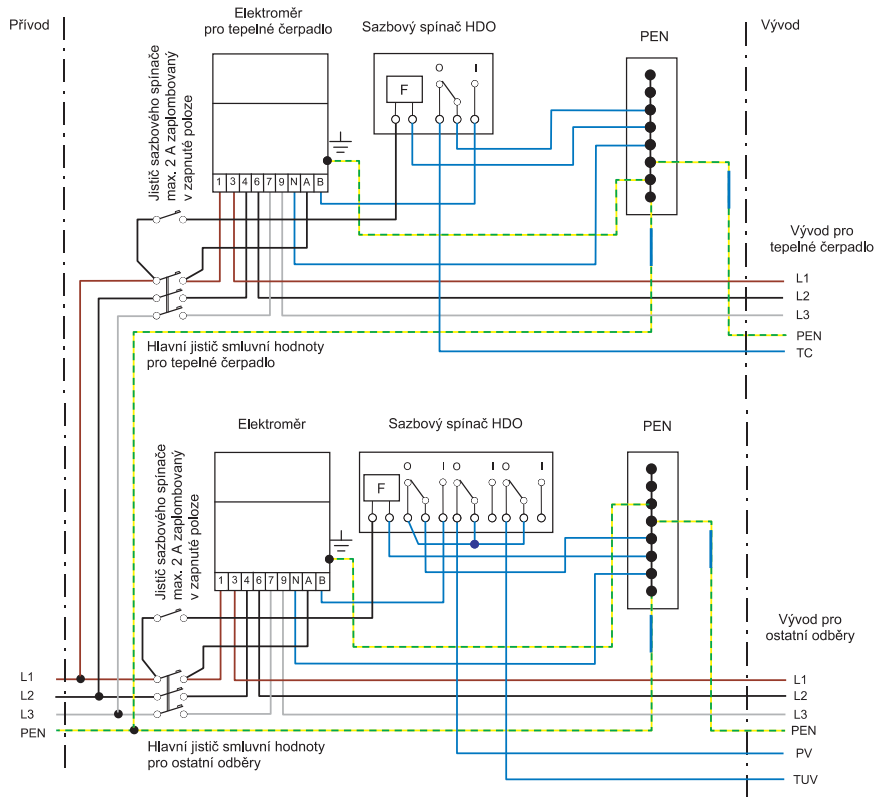 Přívod
Elektroměr
pro tepelné čerpadlo
Sazbový spínač HDO
PEN
Vývod
Jistič sazbového spínače
max. 2 A zaplombovaný
v zapnuté poloze
F
O
I
1 3 4 6 7 9 N A B
Vývod pro
tepelné čerpadlo
L1
L2
L3
PEN
TC
Hlavní jistič smluvní hodnoty
pro tepelné čerpadlo
Elektroměr
Sazbový spínač HDO
PEN
Jistič sazbového spínače
max. 2 A zaplombovaný
v zapnuté poloze
F
O I O I O I
1 3 4 6 7 9 N A B
Vývod pro
ostatní odběry
L1
L2
L3
PEN
L1
L2
L3
PEN
PV
TUV
Hlavní jistič smluvní hodnoty
pro ostatní odběry